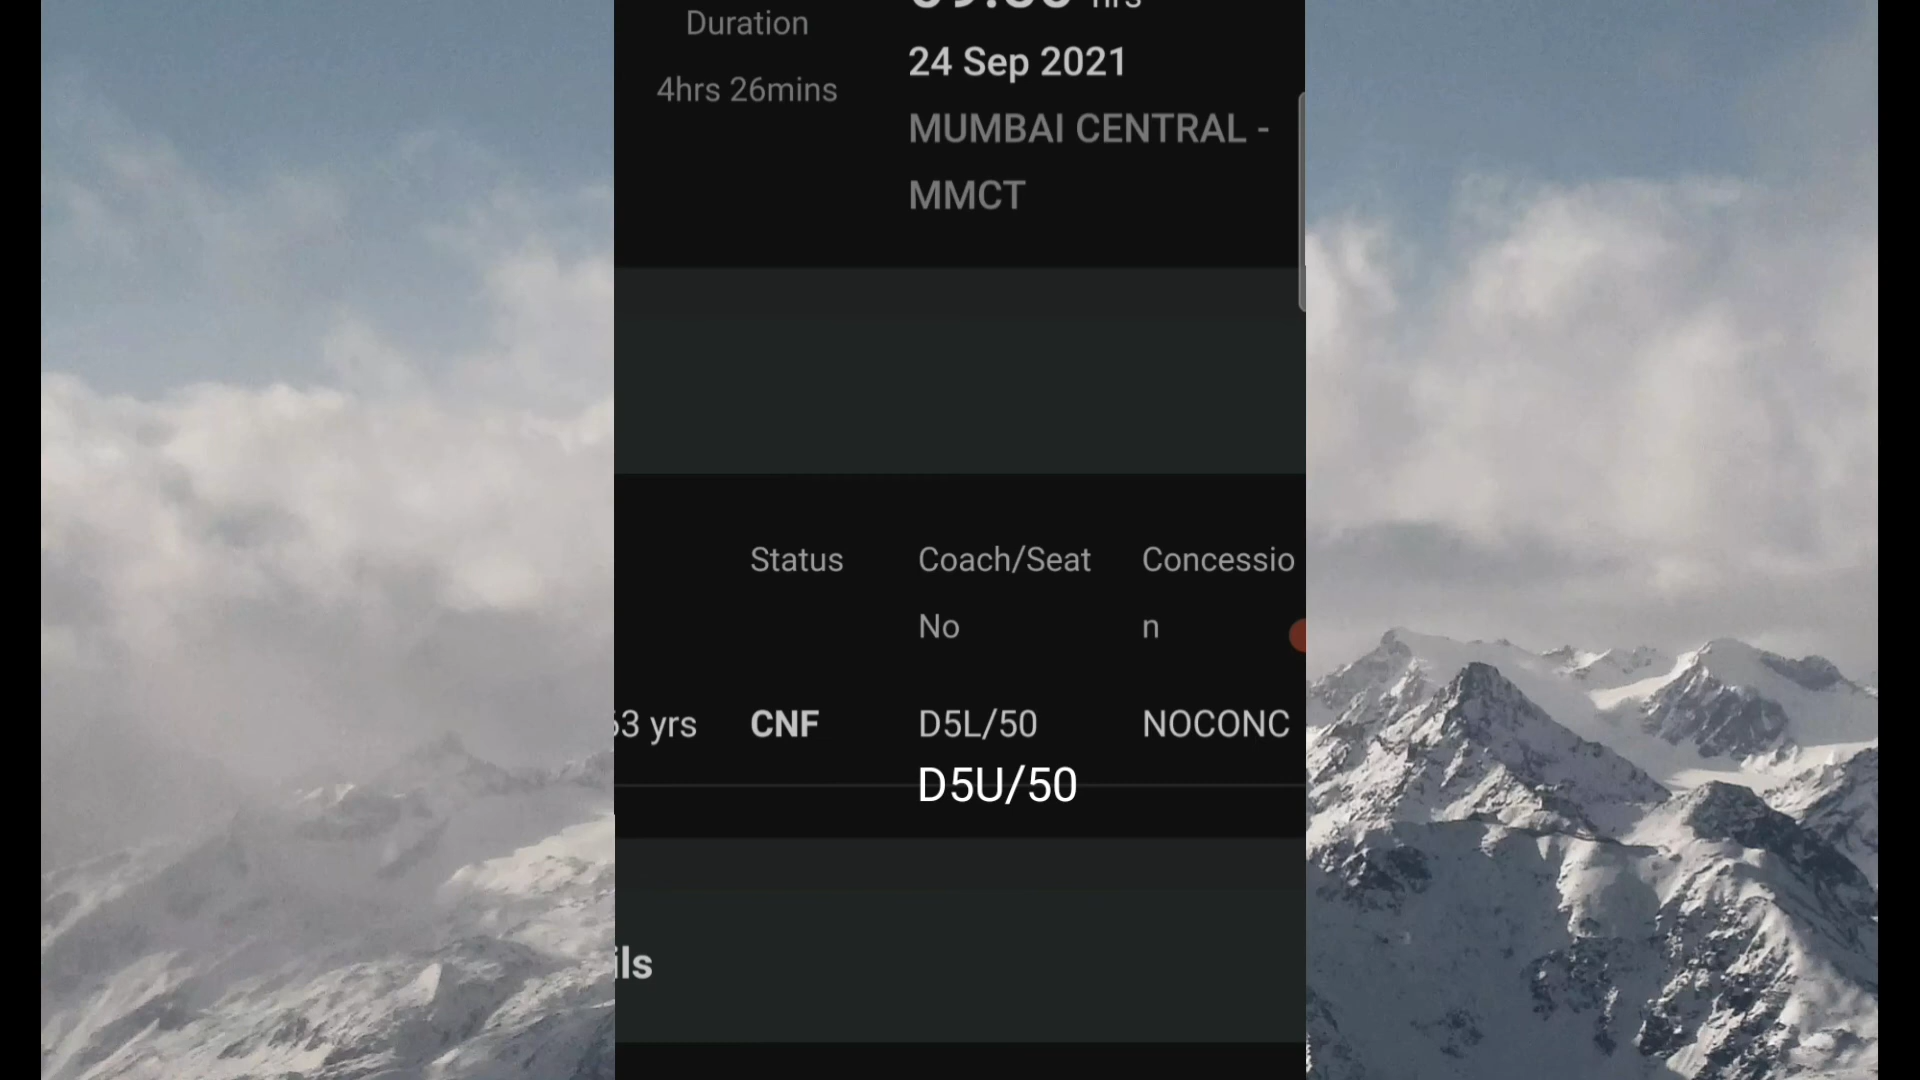 Duration
4hrs 26mins
hrs
24 Sep 2021
MUMBAI CENTRAL -
MMCT
Status Coach/Seat Concessio
No n
3 yrs CNF D5L/50 NOCONC
D5U/50
ils